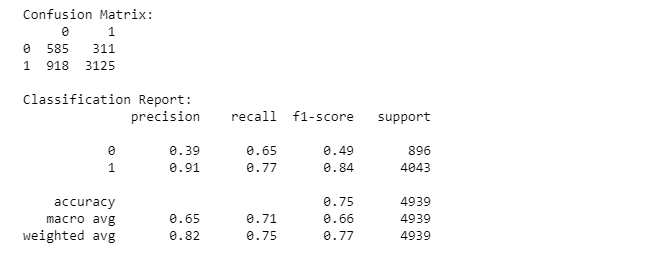 Confusion Matrix:
0 1
0 585 311
1 918 3125
Classification Report:
precision recall f1-score support
0 0.39 0.65 0.49 896
1 0.91 0.77 0.84 4043
accuracy 0.75 4939
macro avg 0.65 0.71 0.66 4939
weighted avg 0.82 0.75 0.77 4939